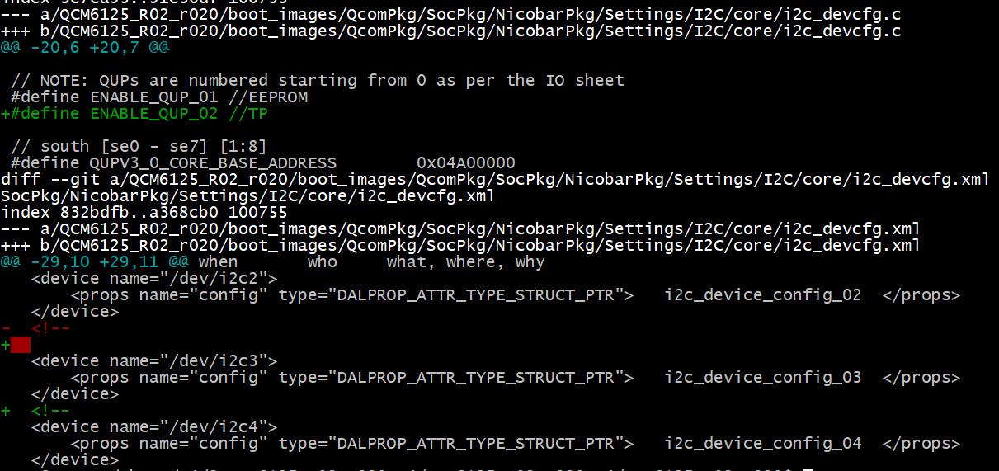 --- a/QCM6125_R02_r020/boot_images/QcomPkg/SocPkg/NicobarPkg/Settings/I2C/core/i2c_devcfg.c
+++ b/QCM6125_R02_r020/boot_images/QcomPkg/SocPkg/NicobarPkg/Settings/I2C/core/i2c_devcfg.c
@@ -20,6 +20,7 @@
// NOTE: QUPs are numbered starting from 0 as per the IO sheet
#define ENABLE_QUP_01 //EEPROM
+#define ENABLE_QUP_02 //TP
// south [se0 - se7] [1:8]
#define QUPV3_0_CORE_BASE_ADDRESS        0x04A00000
diff --git a/QCM6125_R02_r020/boot_images/QcomPkg/SocPkg/NicobarPkg/Settings/I2C/core/i2c_devcfg.xml
SocPkg/NicobarPkg/Settings/I2C/core/i2c_devcfg.xml
index 832bdfb..a368cb0 100755
--- a/QCM6125_R02_r020/boot_images/QcomPkg/SocPkg/NicobarPkg/Settings/I2C/core/i2c_devcfg.xml
+++ b/QCM6125_R02_r020/boot_images/QcomPkg/SocPkg/NicobarPkg/Settings/I2C/core/i2c_devcfg.xml
@@ -29,10 +29,11 @@ when       who     what, where, why
<device name="/dev/i2c2">
<props name="config" type="DALPROP_ATTR_TYPE_STRUCT_PTR">   i2c_device_config_02  </props>
</device>
-  <!--
+
<device name="/dev/i2c3">
<props name="config" type="DALPROP_ATTR_TYPE_STRUCT_PTR">   i2c_device_config_03  </props>
</device>
+  <!--
<device name="/dev/i2c4">
<props name="config" type="DALPROP_ATTR_TYPE_STRUCT_PTR">   i2c_device_config_04  </props>
</device>